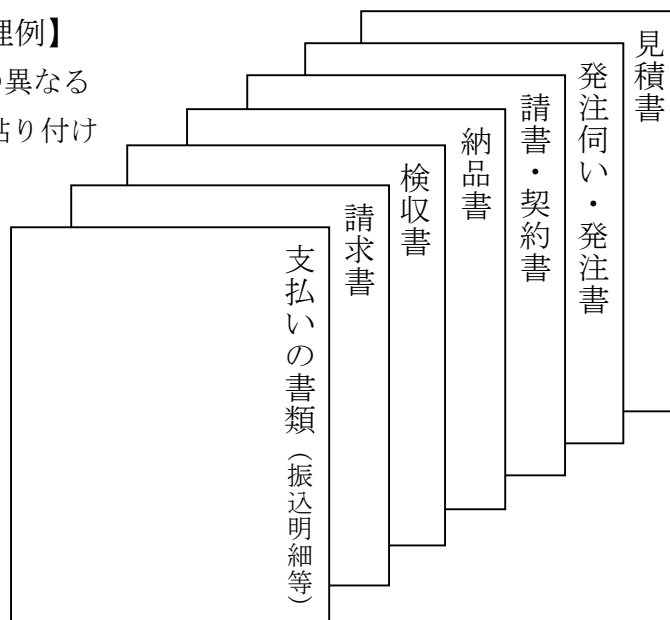 理例】
異なる
貼り付け
見積書
発注伺い・発注書
請書・契約書
納品書
検収書
請求書
支払いの書類（振込明細等）